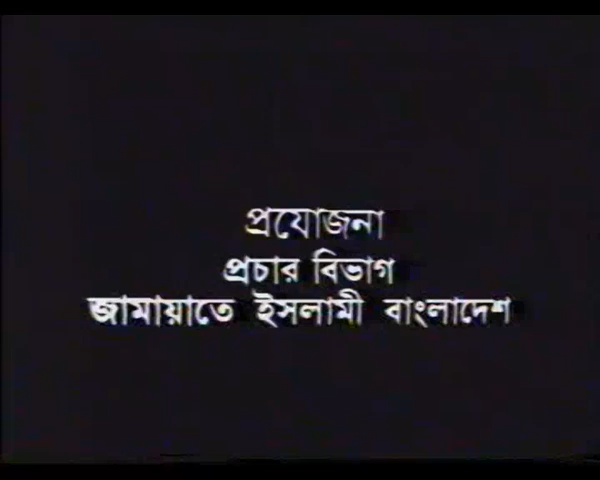 প্রযোজনা
প্রচার বিভাগ
জামায়াতে ইসলামী বাংলাদেশ